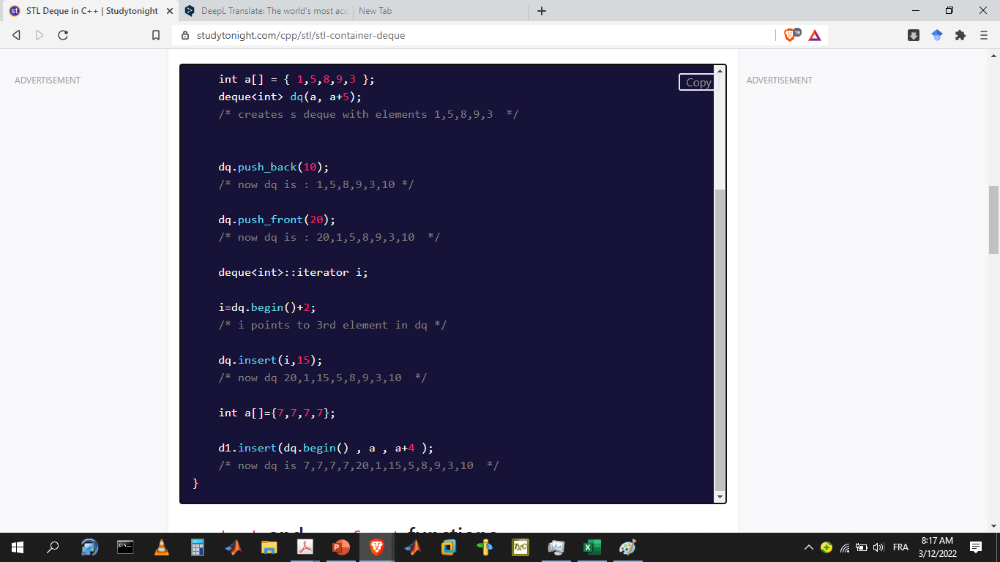 STL Deque in C++ | Studytonight
DeepL Translate: The world's most acc
New Tab
studytonight.com/cpp/stl/stl-container-deque
19
ADVERTISEMENT
ADVERTISEMENT
Copy
int a[] = { 1,5,8,9,3 };
deque<int> dq(a, a+5);
/* creates s deque with elements 1,5,8,9,3  */
dq.push_back(10);
/* now dq is : 1,5,8,9,3,10 */
dq.push_front(20);
/* now dq is : 20,1,5,8,9,3,10  */
deque<int>::iterator i;
i=dq.begin()+2;
/* i points to 3rd element in dq */
dq.insert(i,15);
/* now dq 20,1,15,5,8,9,3,10  */
int a[]={7,7,7,7};
d1.insert(dq.begin() , a , a+4 );
/* now dq is 7,7,7,7,20,1,15,5,8,9,3,10  */
}
and functions
FRA
8:17 AM
3/12/2022